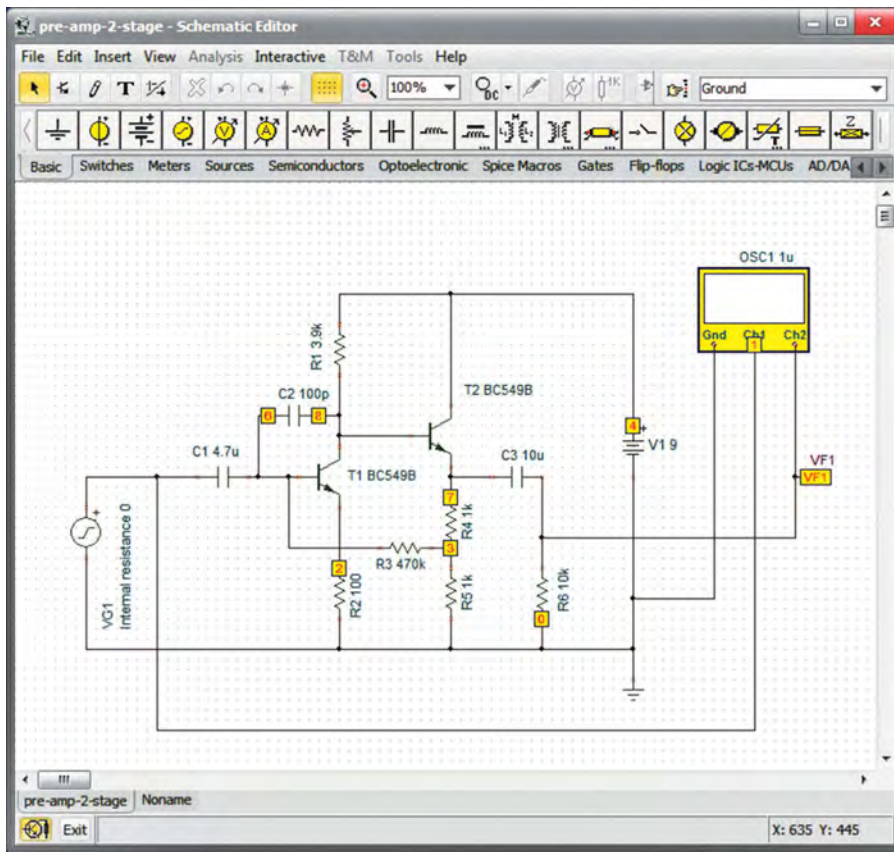 pre-amp-2-stage - Schematic Editor
File Edit Insert View Analysis Interactive T&M Tools Help
T 100% DC 1K Ground
V A M L₁ L₂ T Z
Basic Switches Meters Sources Semiconductors Optoelectronic Spice Macros Gates Flip-flops Logic ICs-MCUs AD/DA
OSC1 1u
Gnd Ch1 Ch2
1
R1 3.9k
C2 100p
6 8
T2 BC549B
4 +
V1 9
C1 4.7u
T1 BC549B
C3 10u
VF1
VF1
7
R4 1k
3
R3 470k
2
R2 100
R5 1k
R6 10k
0
+
VG1
Internal resistance 0
pre-amp-2-stage Noname
Exit X: 635 Y: 445